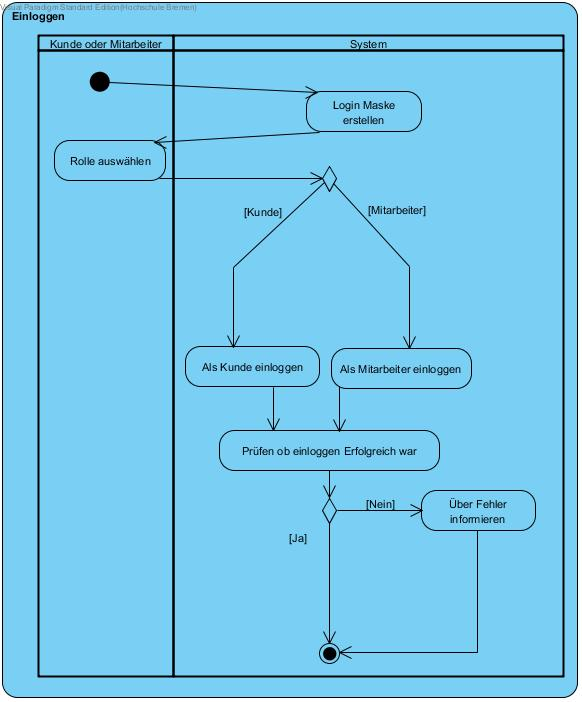 Visual Paradigm Standard Edition(Hochschule Bremen)
Einloggen
Kunde oder Mitarbeiter
System
Login Maske
erstellen
Rolle auswählen
[Kunde]
[Mitarbeiter]
Als Kunde einloggen
Als Mitarbeiter einloggen
Prüfen ob einloggen Erfolgreich war
[Nein]
Über Fehler
informieren
[Ja]